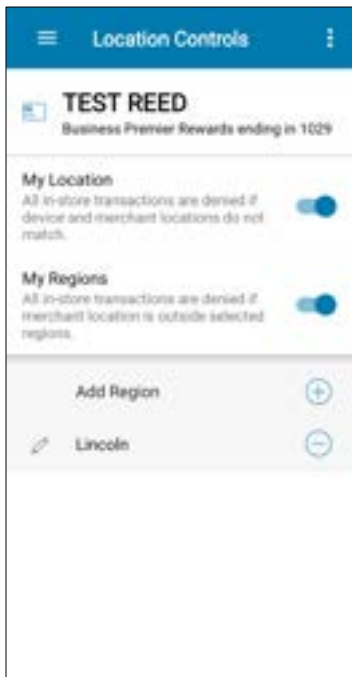 Location Controls
TEST REED
Business Premier Rewards ending in 1029
My Location
All in-store transactions are denied if
device and merchant locations do not
match.
My Regions
All in-store transactions are denied if
merchant location is outside selected
regions.
Add Region
Lincoln